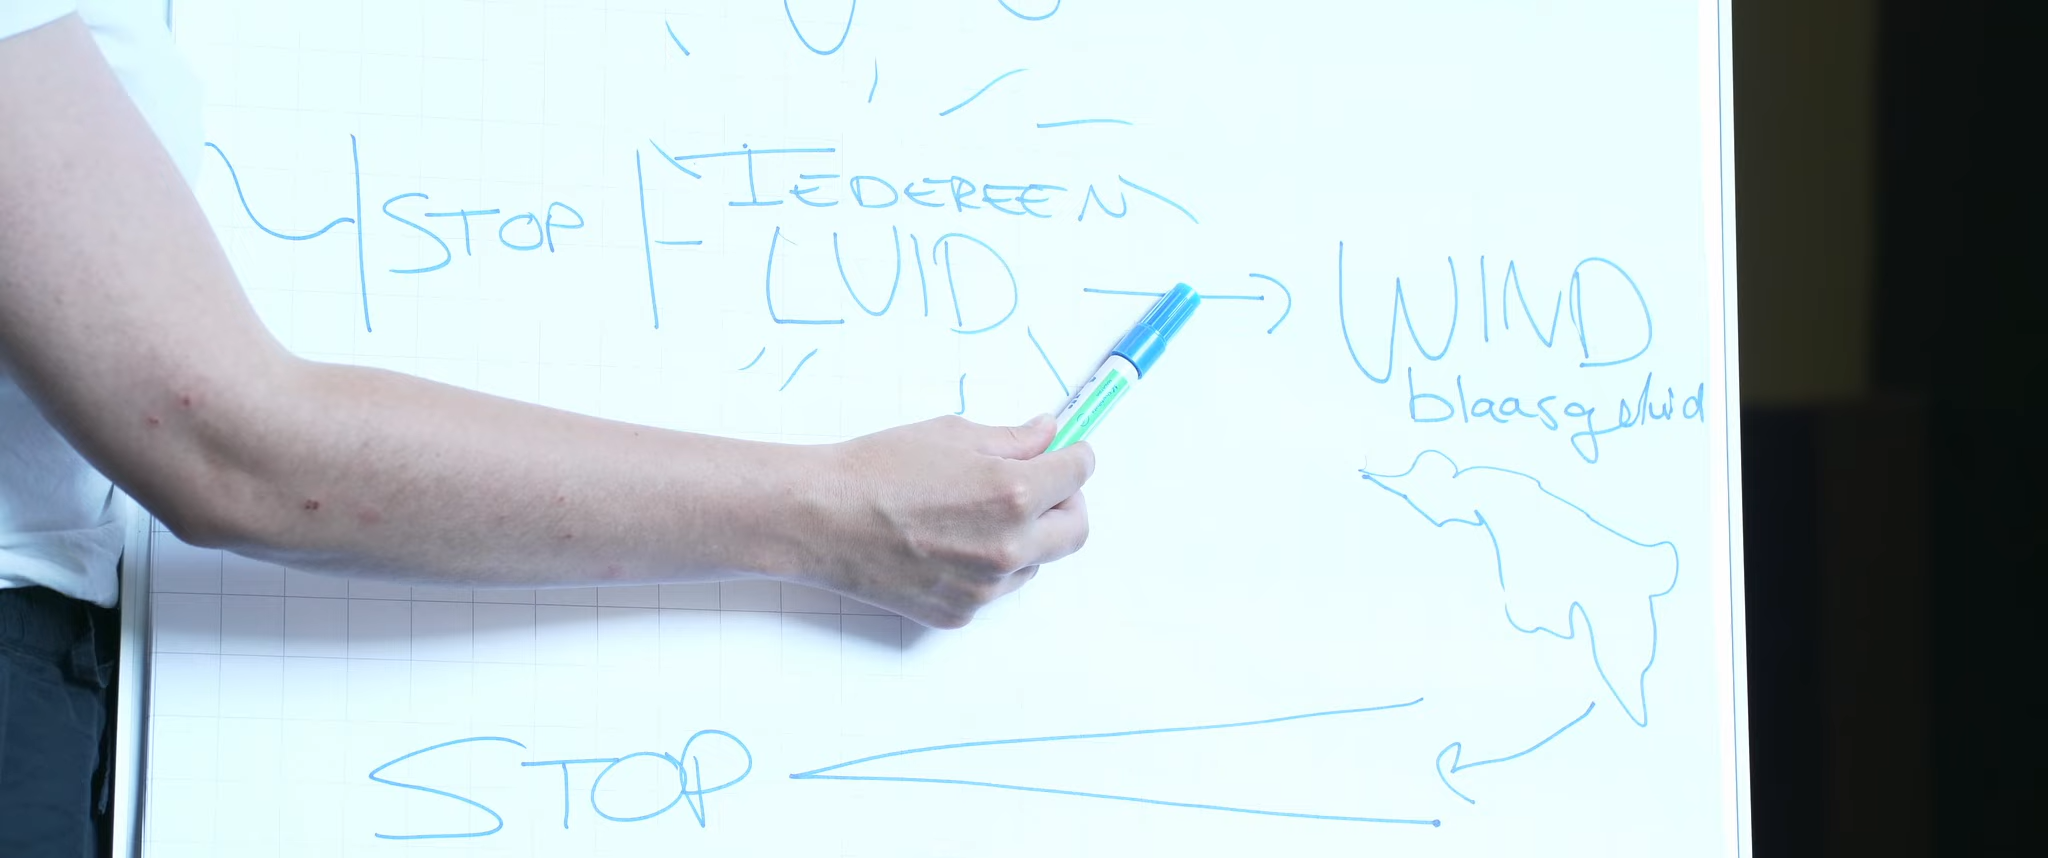 STOP
IEDEREEN
LUID
WIND
blaasgeluid
STOP